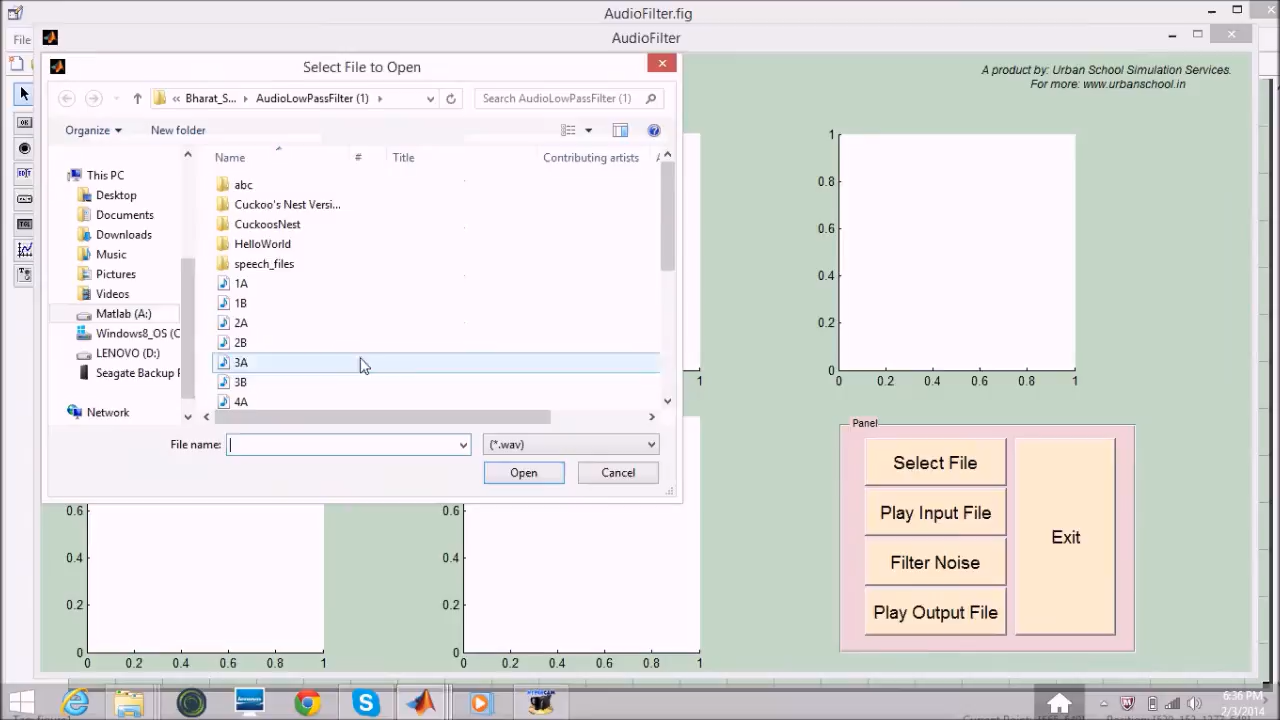 AudioFilter.fig
File
AudioFilter
Select File to Open
A product by: Urban School Simulation Services.
For more: www.urbanschool.in
« Bharat_S... AudioLowPassFilter (1)
Search AudioLowPassFilter (1)
Organize
New folder
Name
#
Title
Contributing artists
This PC
Desktop
Documents
Downloads
Music
Pictures
Videos
Matlab (A:)
Windows8_OS (C
LENOVO (D:)
Seagate Backup
Network
abc
Cuckoo's Nest Versi...
CuckoosNest
HelloWorld
speech_files
1A
1B
2A
2B
3A
3B
4A
File name:
(*.wav)
Open
Cancel
1
0.8
0.6
0.4
0.2
0
0 0.2 0.4 0.6 0.8 1
1
Panel
Select File
Play Input File
Filter Noise
Play Output File
Exit
0.6
0.4
0.2
0
0 0.2 0.4 0.6 0.8 1
0.6
0.4
0.2
0
0 0.2 0.4 0.6 0.8 1
6:36 PM
2/3/2014